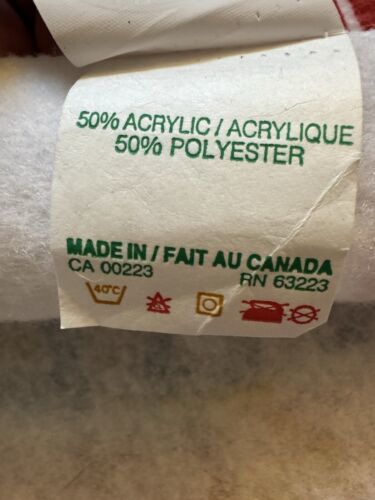 50% ACRYLIC / ACRYLIQUE
50% POLYESTER
MADE IN / FAIT AU CANADA
CA 00223 RN 63223
40°C